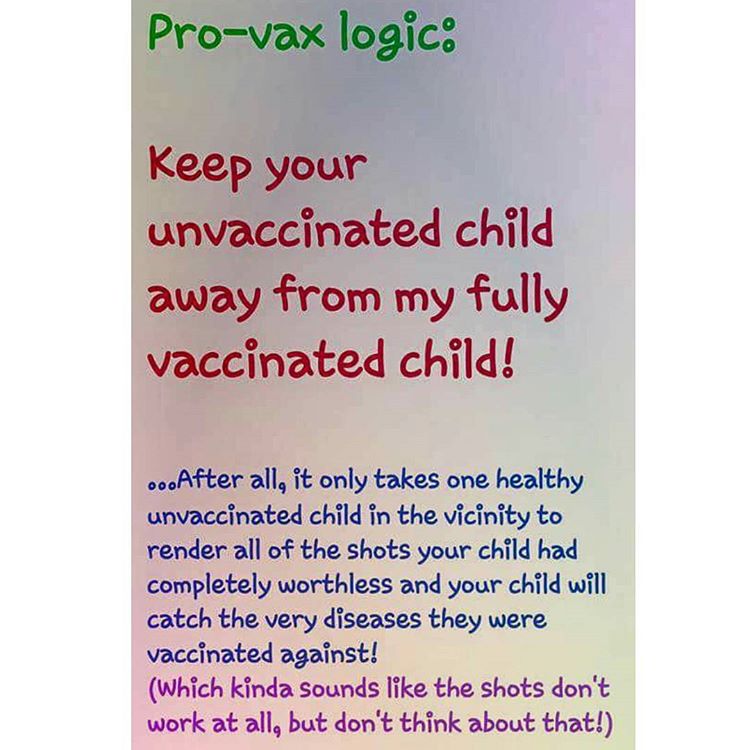 Pro-vax logic:
Keep your
unvaccinated child
away from my fully
vaccinated child!
...After all, it only takes one healthy
unvaccinated child in the vicinity to
render all of the shots your child had
completely worthless and your child will
catch the very diseases they were
vaccinated against!
(Which kinda sounds like the shots don't
work at all, but don't think about that!)